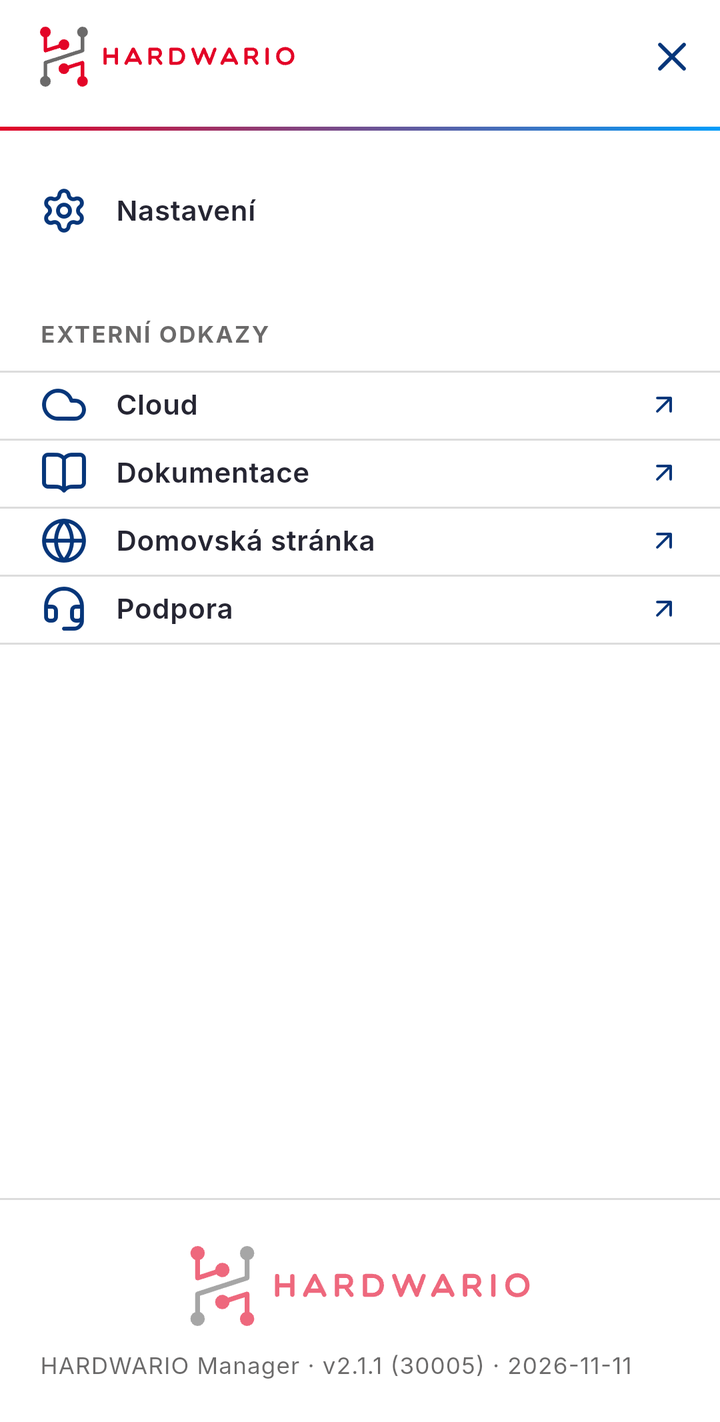 HARDWARIO
Nastavení
EXTERNÍ ODKAZY
Cloud
Dokumentace
Domovská stránka
Podpora
HARDWARIO
HARDWARIO Manager · v2.1.1 (30005) · 2026-11-11